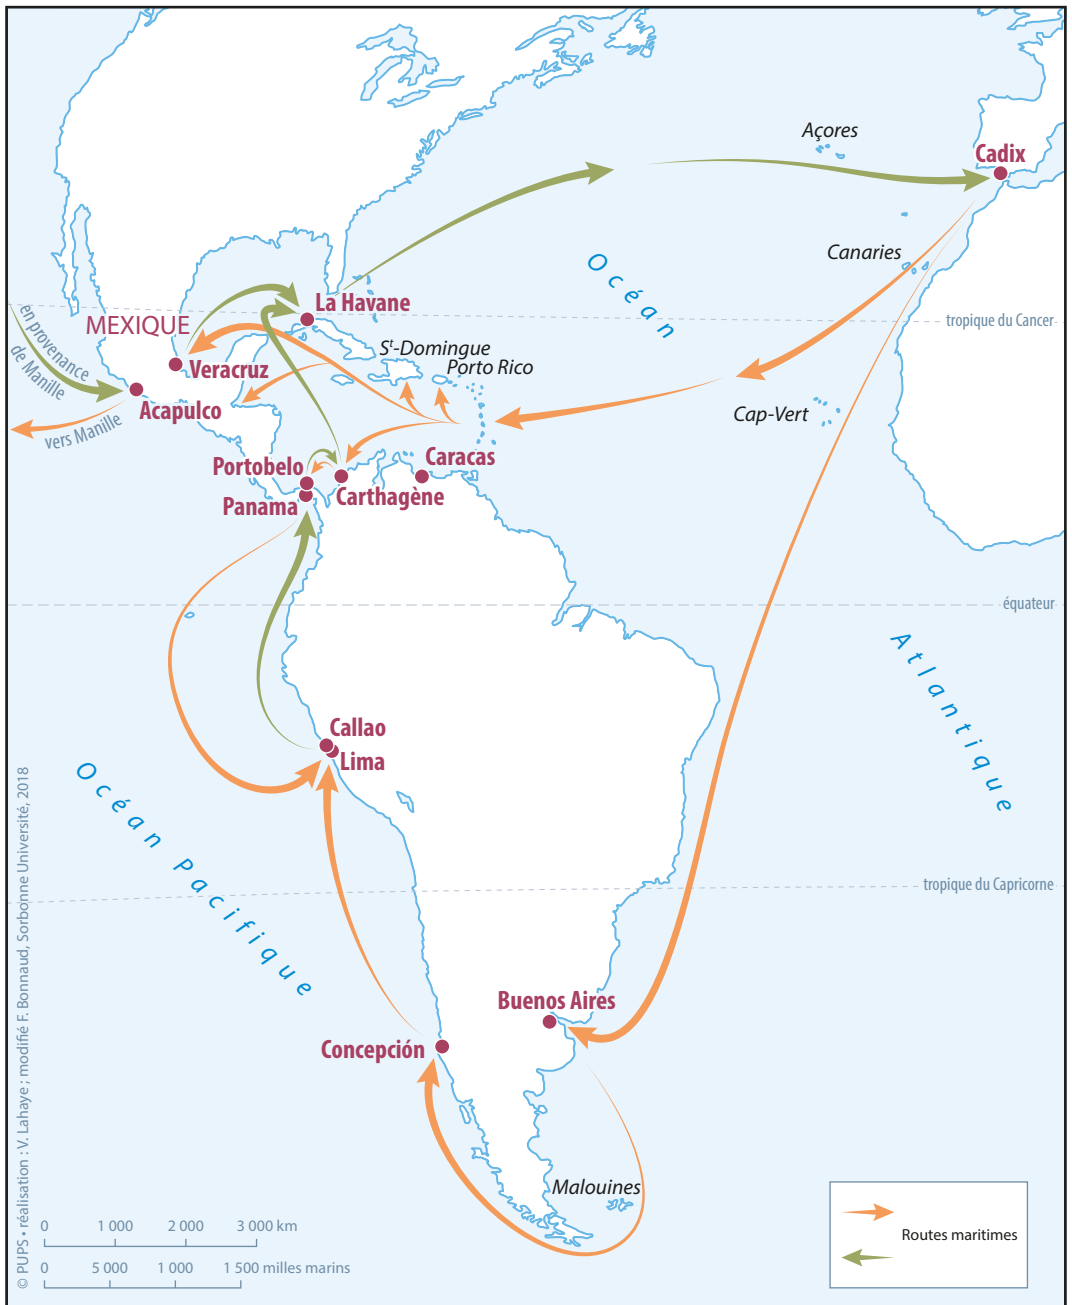 Açores
Cadix
Canaries
Océan
Atlantique
tropique du Cancer
La Havane
MEXIQUE
en provenance
de Manille
Sᵗ-Domingue
Porto Rico
Veracruz
Acapulco
vers Manille
Cap-Vert
Caracas
Portobelo
Carthagène
Panama
équateur
Callao
Lima
Océan Pacifique
tropique du Capricorne
Buenos Aires
Concepción
Malouines
Routes maritimes
0 1 000 2 000 3 000 km
0 5 000 1 000 1 500 milles marins
© PUPS • réalisation : V. Lahaye ; modifié F. Bonnaud, Sorbonne Université, 2018